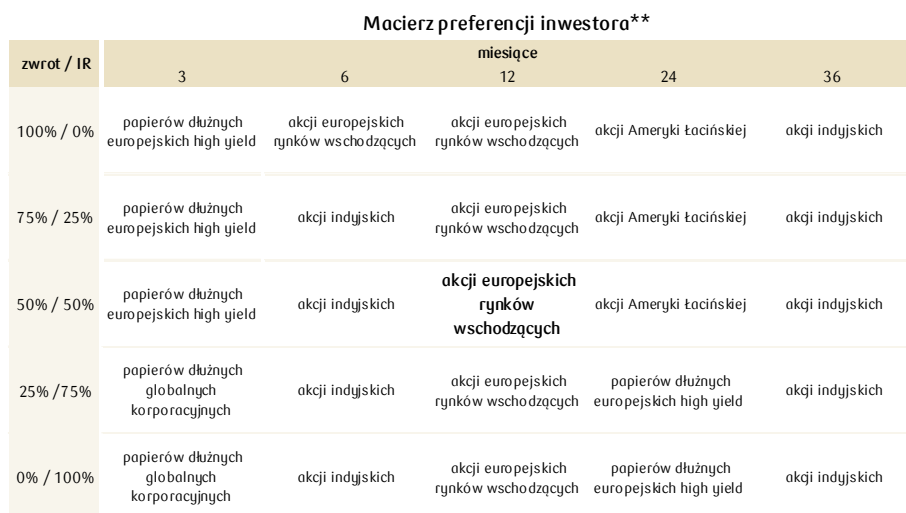 Macierz preferencji inwestora**
zwrot / IR
miesiące
3 6 12 24 36
100% / 0%
papierów dłużnych
europejskich high yield
akcji europejskich
rynków wschodzących
akcji europejskich
rynków wschodzących
akcji Ameryki Łacińskiej
akcji indyjskich
75% / 25%
papierów dłużnych
europejskich high yield
akcji indyjskich
akcji europejskich
rynków wschodzących
akcji Ameryki Łacińskiej
akcji indyjskich
50% / 50%
papierów dłużnych
europejskich high yield
akcji indyjskich
akcji europejskich
rynków
wschodzących
akcji Ameryki Łacińskiej
akcji indyjskich
25% /75%
papierów dłużnych
globalnych
korporacyjnych
akcji indyjskich
akcji europejskich
rynków wschodzących
papierów dłużnych
europejskich high yield
akcji indyjskich
0% / 100%
papierów dłużnych
globalnych
korporacyjnych
akcji indyjskich
akcji europejskich
rynków wschodzących
papierów dłużnych
europejskich high yield
akcji indyjskich